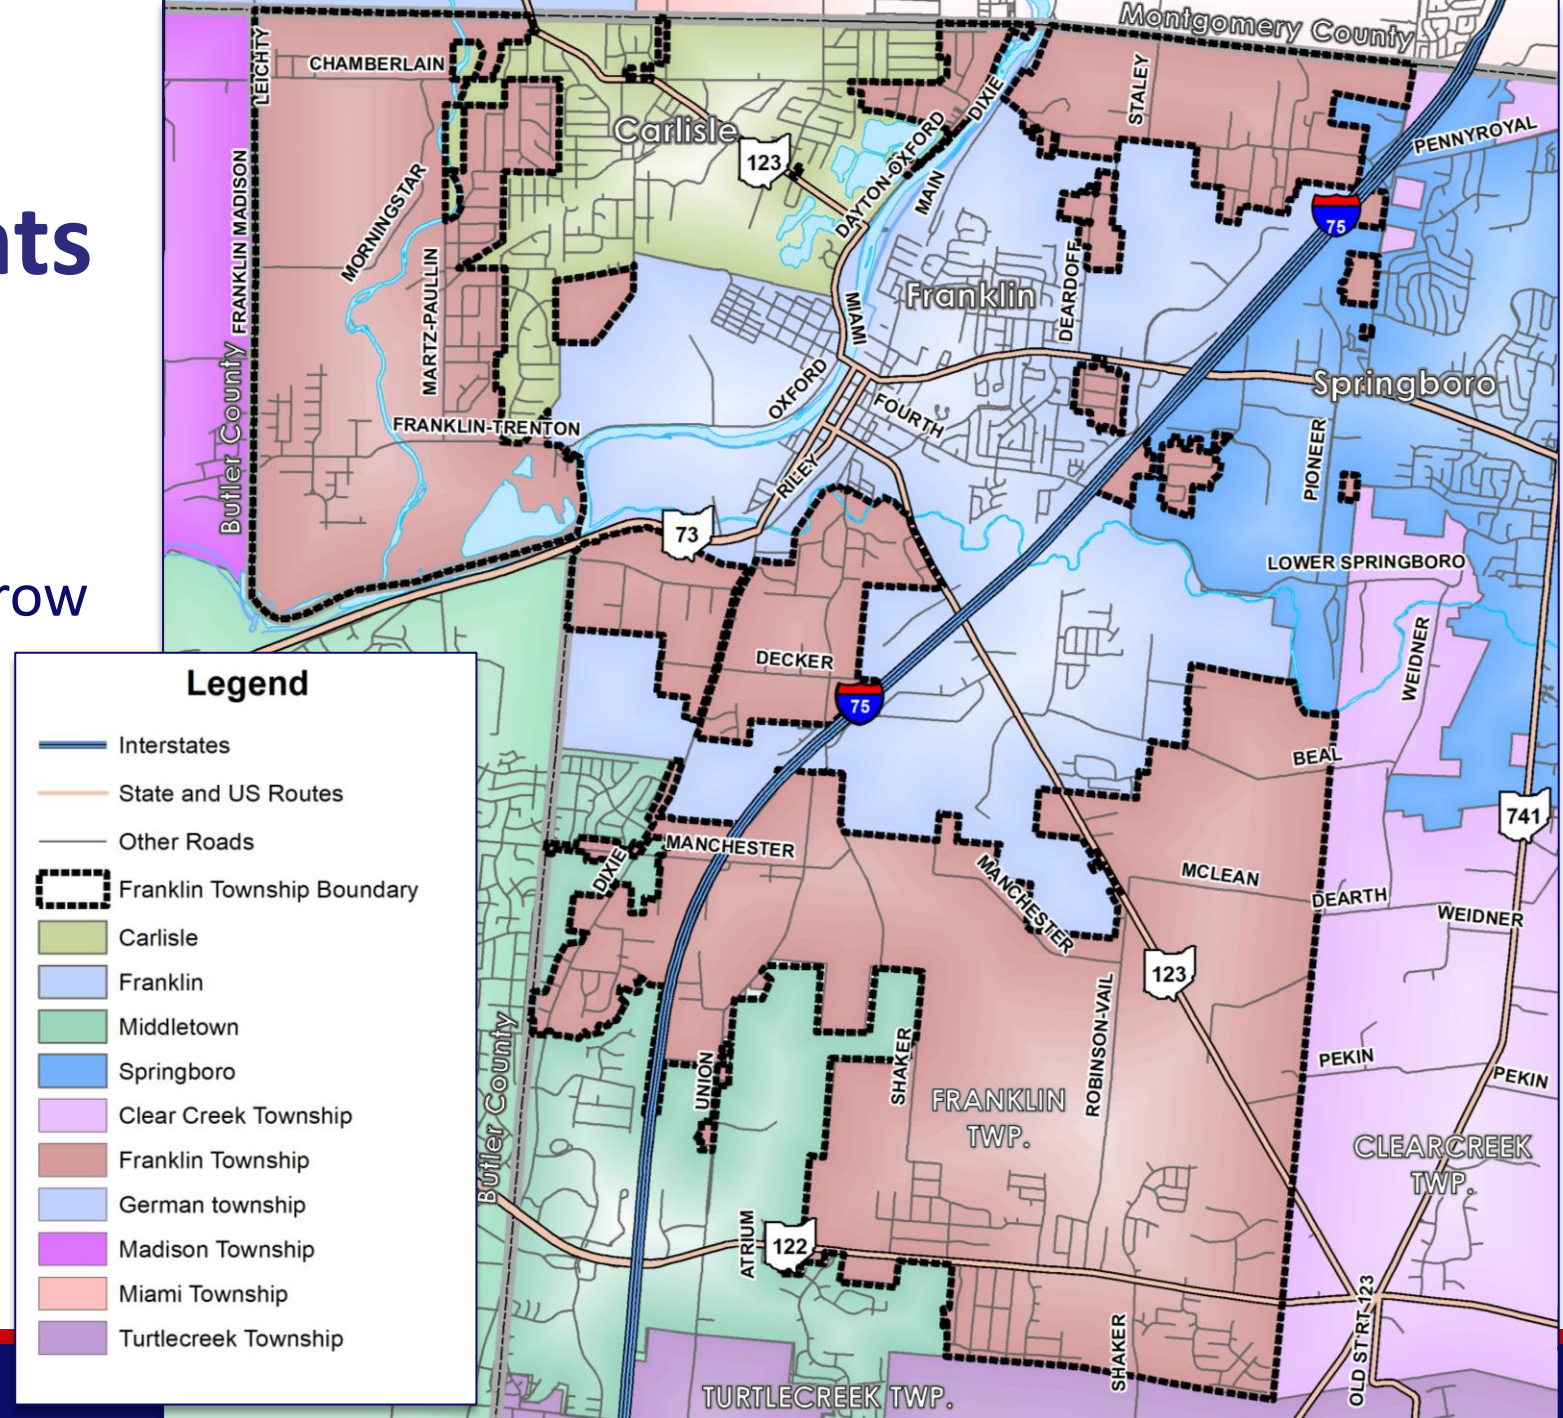 Montgomery County
LEICHTY
CHAMBERLAIN
STALEY
DIXIE
Carlisle
123
DAYTON-OXFORD
PENNYROYAL
FRANKLIN MADISON
MORNINGSTAR
MAIN
nts
75
MARTZ-PAULLIN
DEARDOFF
Franklin
MIAMI
Butler County
Springboro
OXFORD
FOURTH
FRANKLIN-TRENTON
PIONEER
RILEY
73
LOWER SPRINGBORO
row
WEIDNER
DECKER
75
BEAL
741
MANCHESTER
DIXIE
MANCHESTER
MCLEAN
DEARTH
WEIDNER
123
ROBINSON-VAIL
SHAKER
UNION
PEKIN
PEKIN
Butler County
FRANKLIN
TWP.
CLEARCREEK
TWP.
ATRIUM
122
SHAKER
OLD ST RT 123
TURTLECREEK TWP.
Legend
Interstates
State and US Routes
Other Roads
Franklin Township Boundary
Carlisle
Franklin
Middletown
Springboro
Clear Creek Township
Franklin Township
German township
Madison Township
Miami Township
Turtlecreek Township